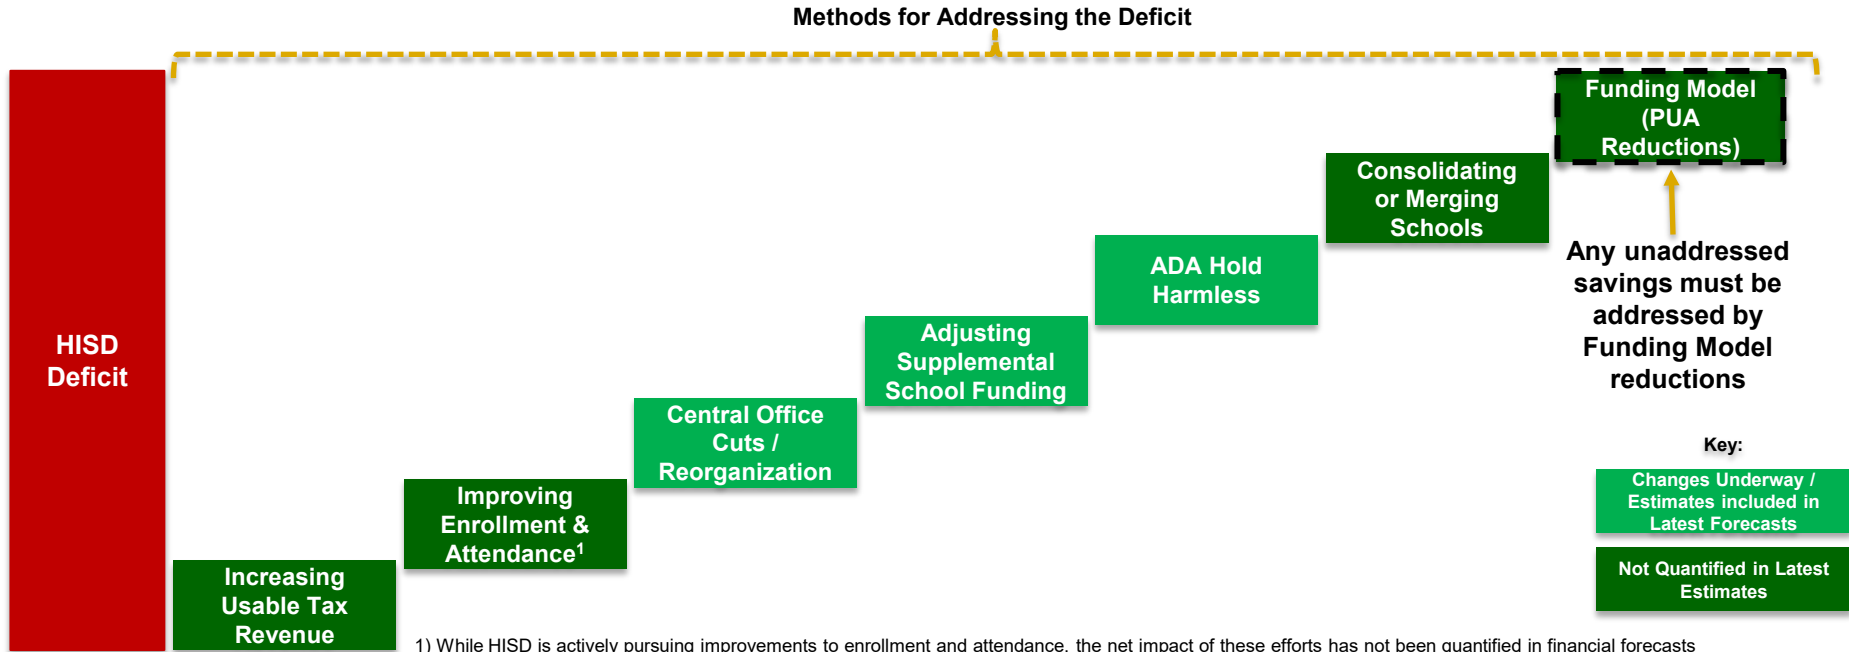 Methods for Addressing the Deficit
HISD
Deficit
Increasing
Usable Tax
Revenue
Improving
Enrollment &
Attendance1
Central Office
Cuts /
Reorganization
Adjusting
Supplemental
School Funding
ADA Hold
Harmless
Consolidating
or Merging
Schools
Funding Model
(PUA
Reductions)
Any unaddressed
savings must be
addressed by
Funding Model
reductions
Key:
Changes Underway /
Estimates included in
Latest Forecasts
Not Quantified in Latest
Estimates
1) While HISD is actively pursuing improvements to enrollment and attendance, the net impact of these efforts has not been quantified in financial forecasts